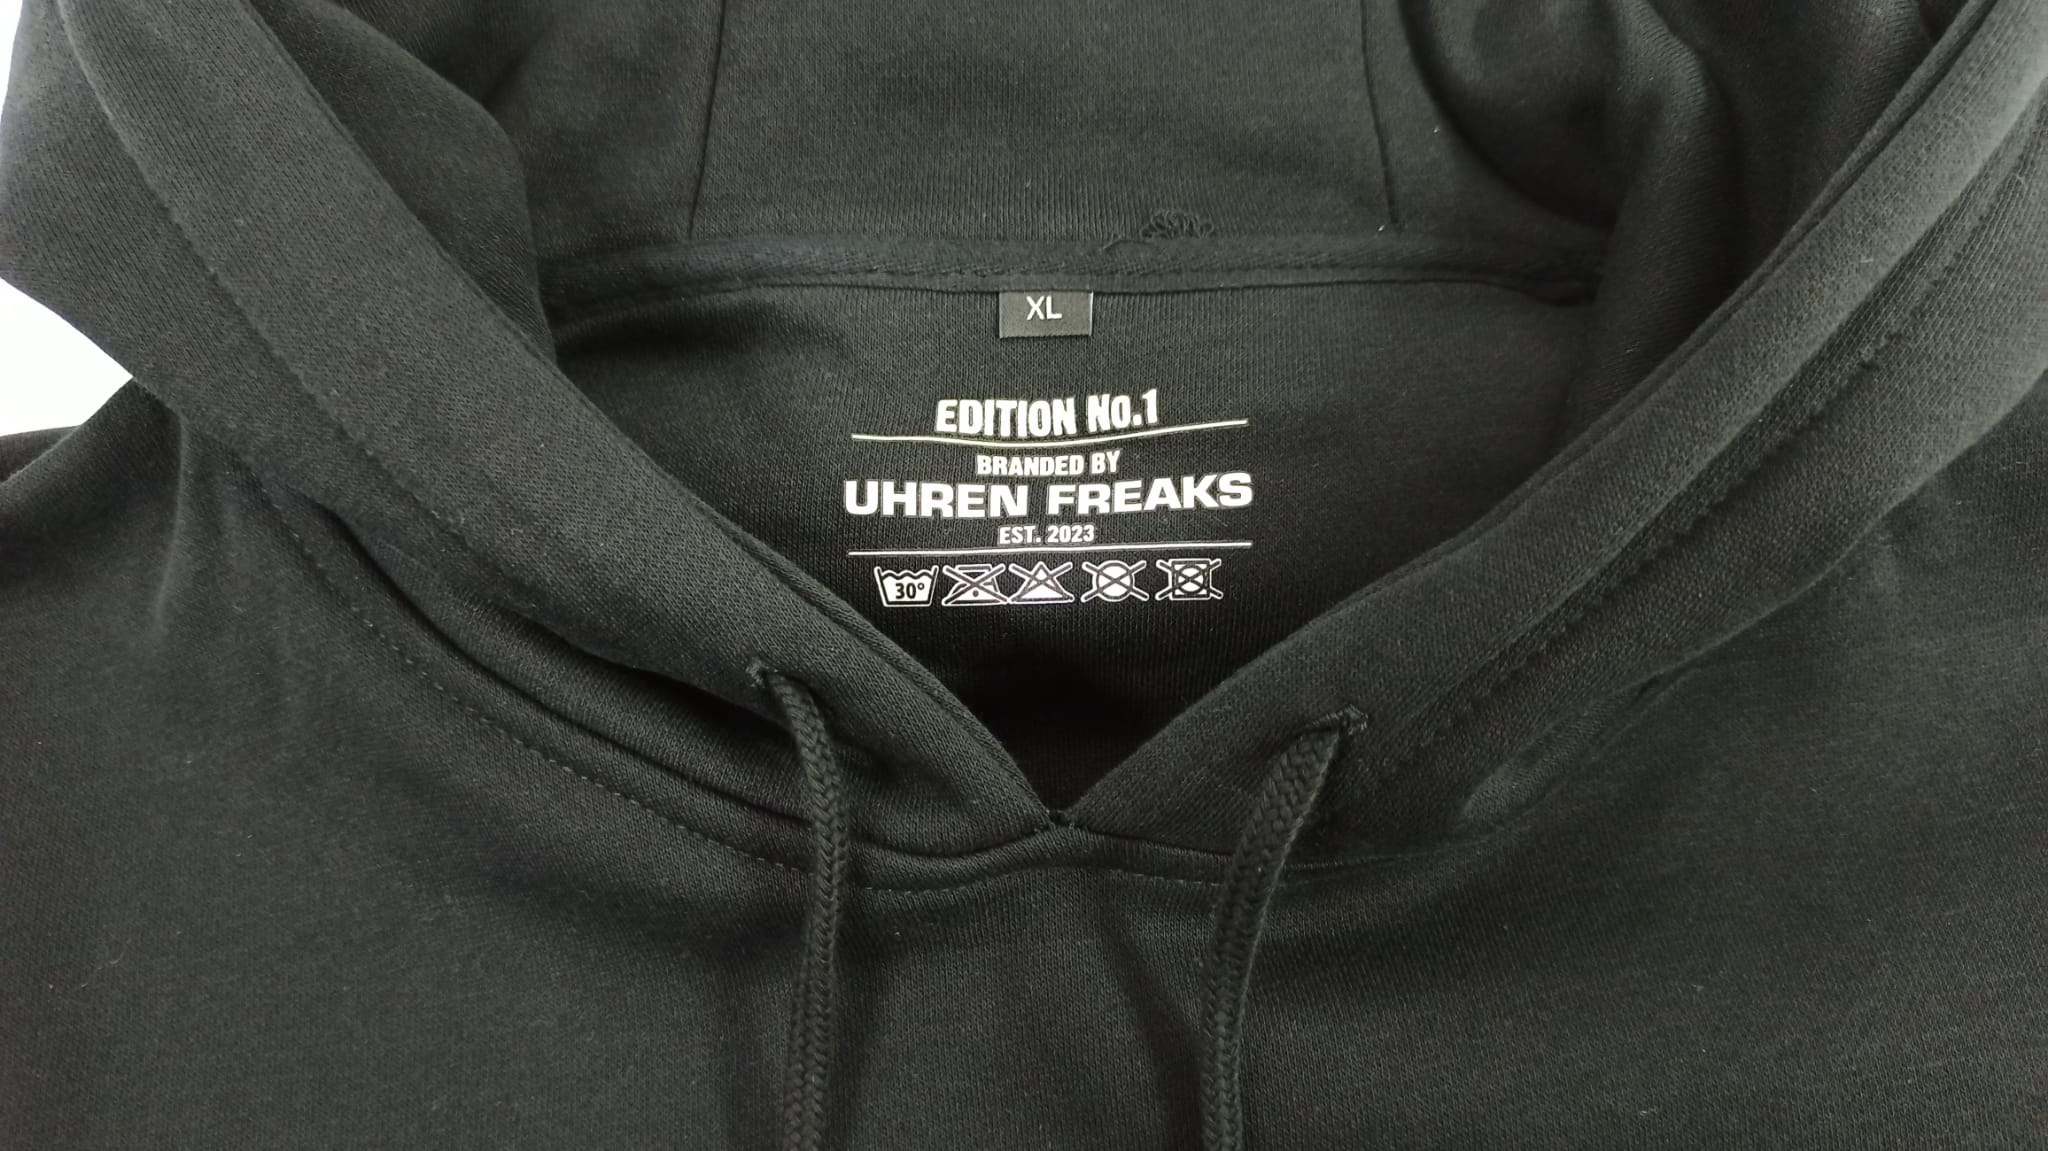 XL
EDITION NO.1
BRANDED BY
UHREN FREAKS
EST. 2023
30°